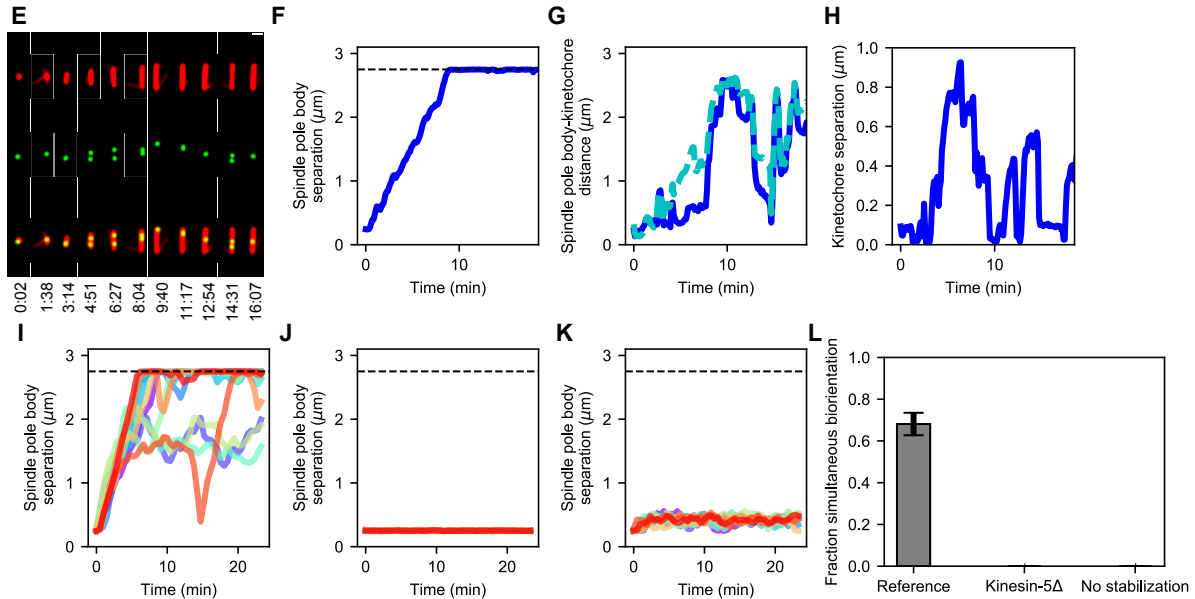 E
0:02
1:38
3:14
4:51
6:27
8:04
9:40
11:17
12:54
14:31
16:07
F
Spindle pole body
separation (µm)
3
2
1
0
0
10
Time (min)
G
Spindle pole body-kinetochore
distance (µm)
3
2
1
0
0
10
Time (min)
H
Kinetochore separation (µm)
1.0
0.8
0.6
0.4
0.2
0.0
0
10
Time (min)
I
Spindle pole body
separation (µm)
3
2
1
0
0
10
20
Time (min)
J
Spindle pole body
separation (µm)
3
2
1
0
0
10
20
Time (min)
K
Spindle pole body
separation (µm)
3
2
1
0
0
10
20
Time (min)
L
Fraction simultaneous biorientation
1.0
0.8
0.6
0.4
0.2
0.0
Reference
Kinesin-5Δ
No stabilization